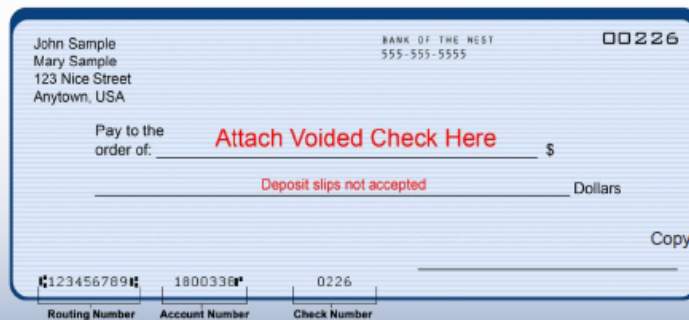 John Sample
Mary Sample
123 Nice Street
Anytown, USA
BANK OF THE WEST
555-555-5555
00226
Pay to the
order of:
Attach Voided Check Here
$
Deposit slips not accepted
Dollars
Copy
⑆123456789⑆ 1800338⑈ 0226
Routing Number Account Number Check Number